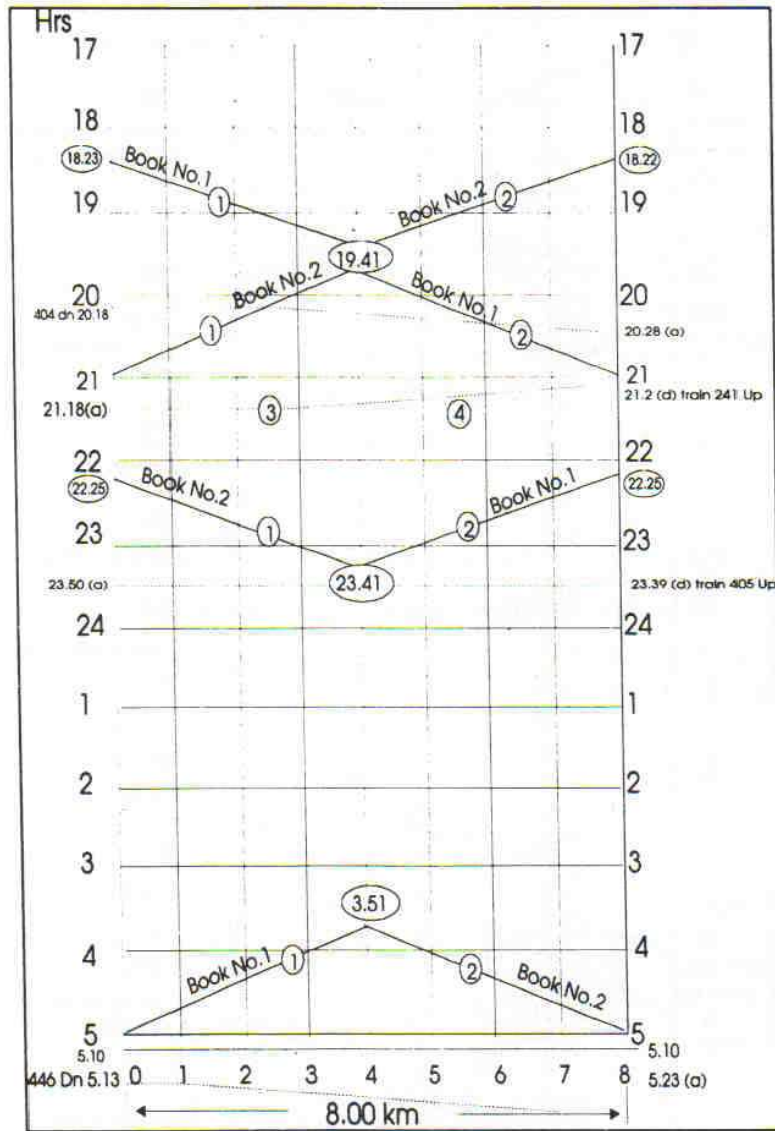 Hrs
17 17
18 18
18.23 Book No.1 18.22
1 Book No.2 2
19 19
19.41
Book No.2 Book No.1
20 20
404 dn 20.18 1 2 20.28 (a)
21 21
21.18(a) 3 4 21.2 (d) train 241 Up
22 22
22.25 Book No.2 Book No.1 22.25
1 2
23 23
23.50 (a) 23.41 23.39 (d) train 405 Up
24 24
1 1
2 2
3 3
3.51
4 4
Book No.1 1 2 Book No.2
5 5
5.10 5.10
446 Dn 5.13 0 1 2 3 4 5 6 7 8 5.23 (a)
8.00 km